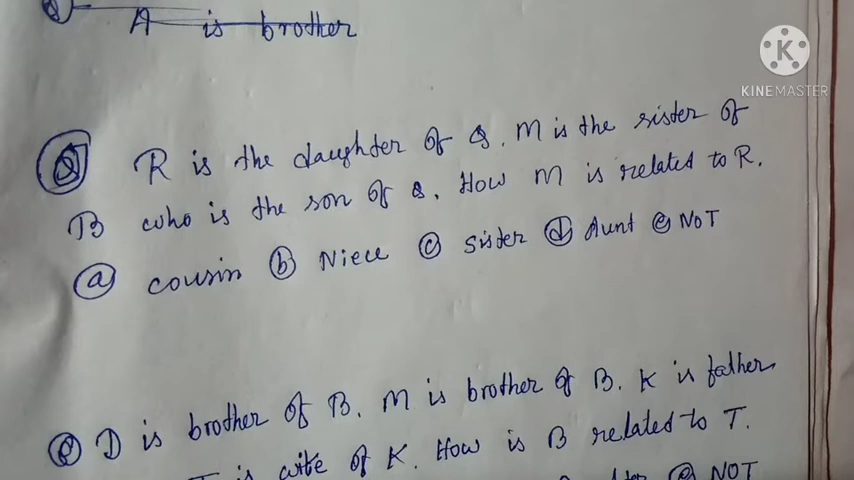 A is brother
K
KINEMASTER
Q R is the daughter of Q. M is the sister of
B who is the son of Q. How M is related to R.
a cousin b Niece c sister d Aunt e NOT
Q D is brother of B. M is brother of B. K is father
T is wife of K. How is B related to T.
e NOT